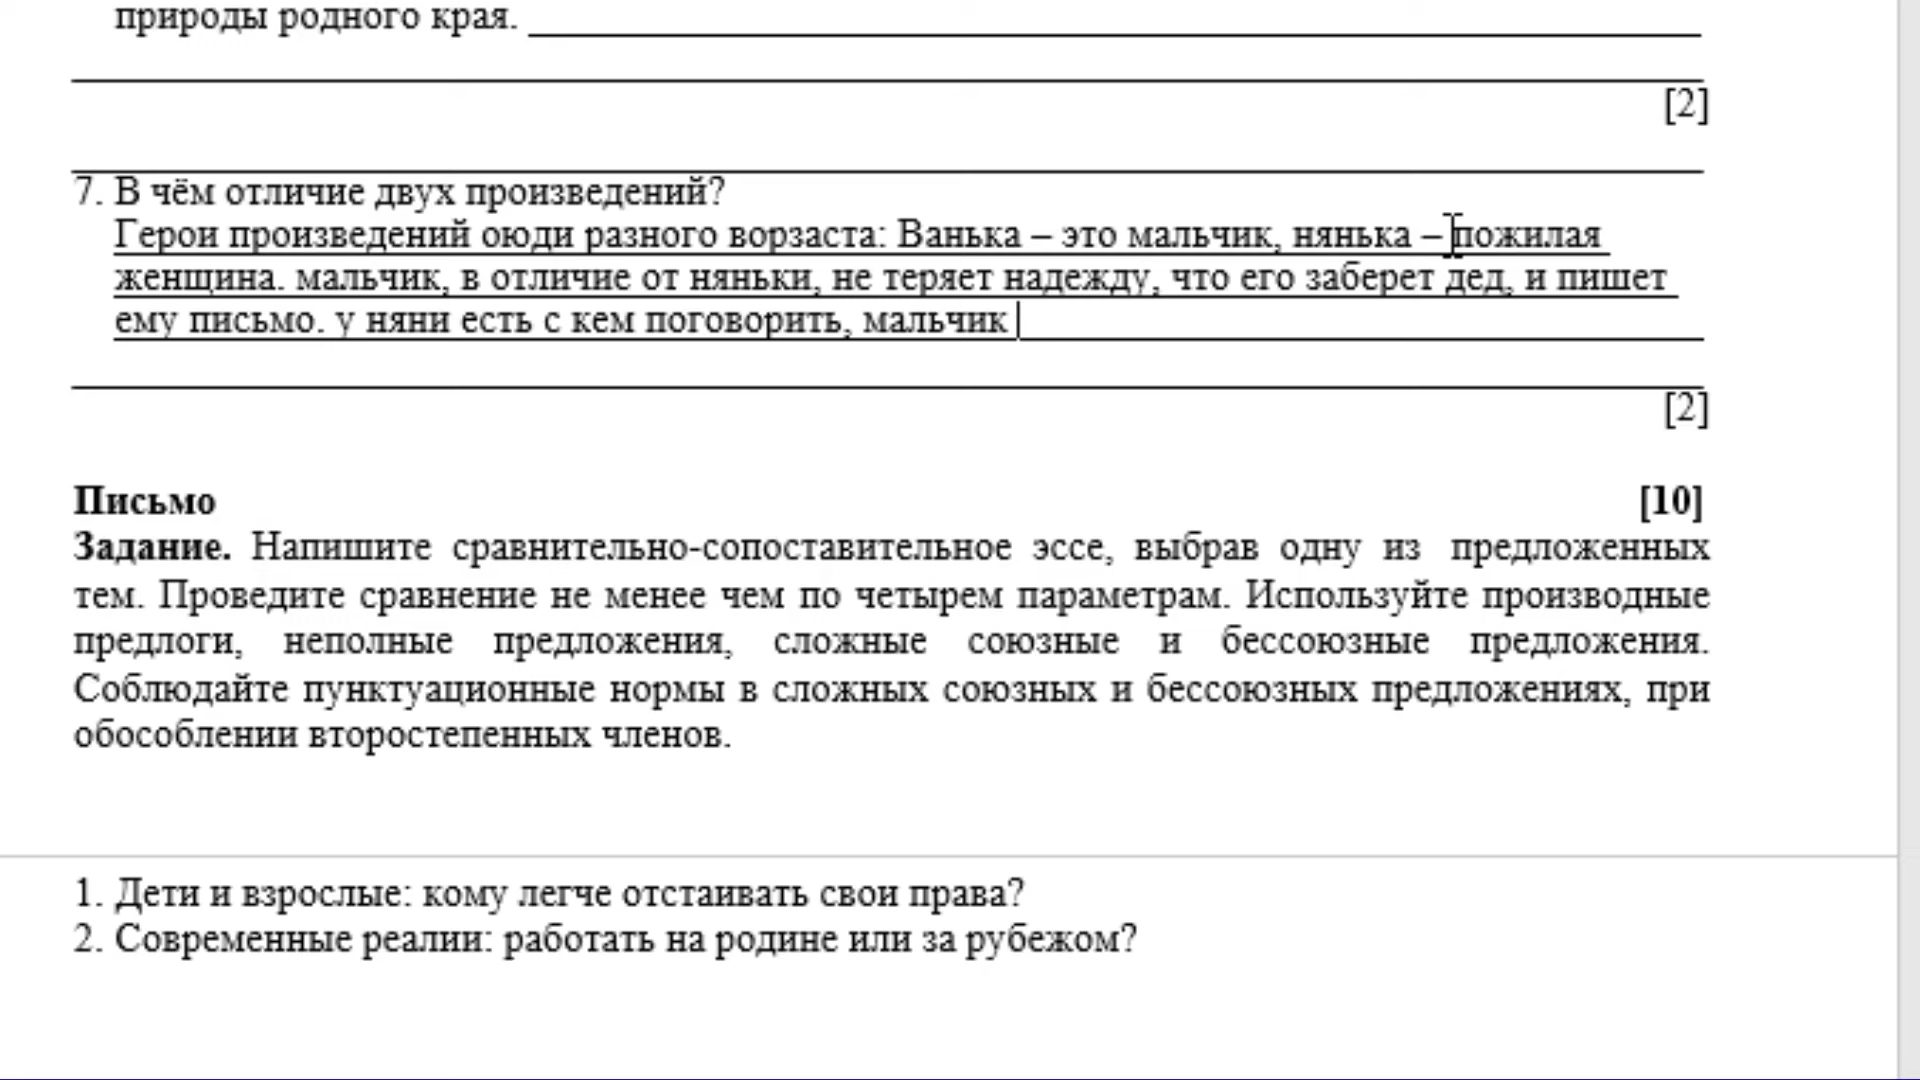 природы родного края.
[2]
7. В чём отличие двух произведений?
Герои произведений оюди разного ворзаста: Ванька – это мальчик, нянька – пожилая
женщина. мальчик, в отличие от няньки, не теряет надежду, что его заберет дед, и пишет
ему письмо. у няни есть с кем поговорить, мальчик
[2]
Письмо [10]
Задание. Напишите сравнительно-сопоставительное эссе, выбрав одну из предложенных
тем. Проведите сравнение не менее чем по четырем параметрам. Используйте производные
предлоги, неполные предложения, сложные союзные и бессоюзные предложения.
Соблюдайте пунктуационные нормы в сложных союзных и бессоюзных предложениях, при
обособлении второстепенных членов.
1. Дети и взрослые: кому легче отстаивать свои права?
2. Современные реалии: работать на родине или за рубежом?